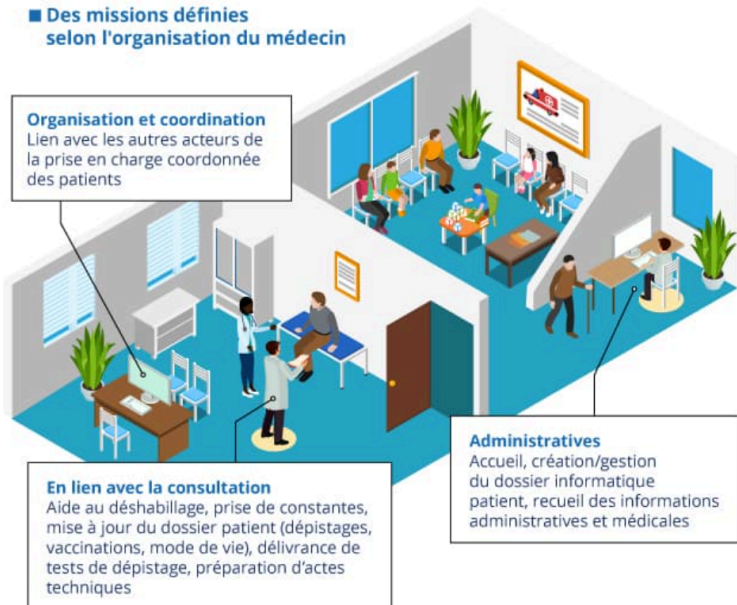 Des missions définies
selon l'organisation du médecin
Organisation et coordination
Lien avec les autres acteurs de
la prise en charge coordonnée
des patients
En lien avec la consultation
Aide au déshabillage, prise de constantes,
mise à jour du dossier patient (dépistages,
vaccinations, mode de vie), délivrance de
tests de dépistage, préparation d'actes
techniques
Administratives
Accueil, création/gestion
du dossier informatique
patient, recueil des informations
administratives et médicales